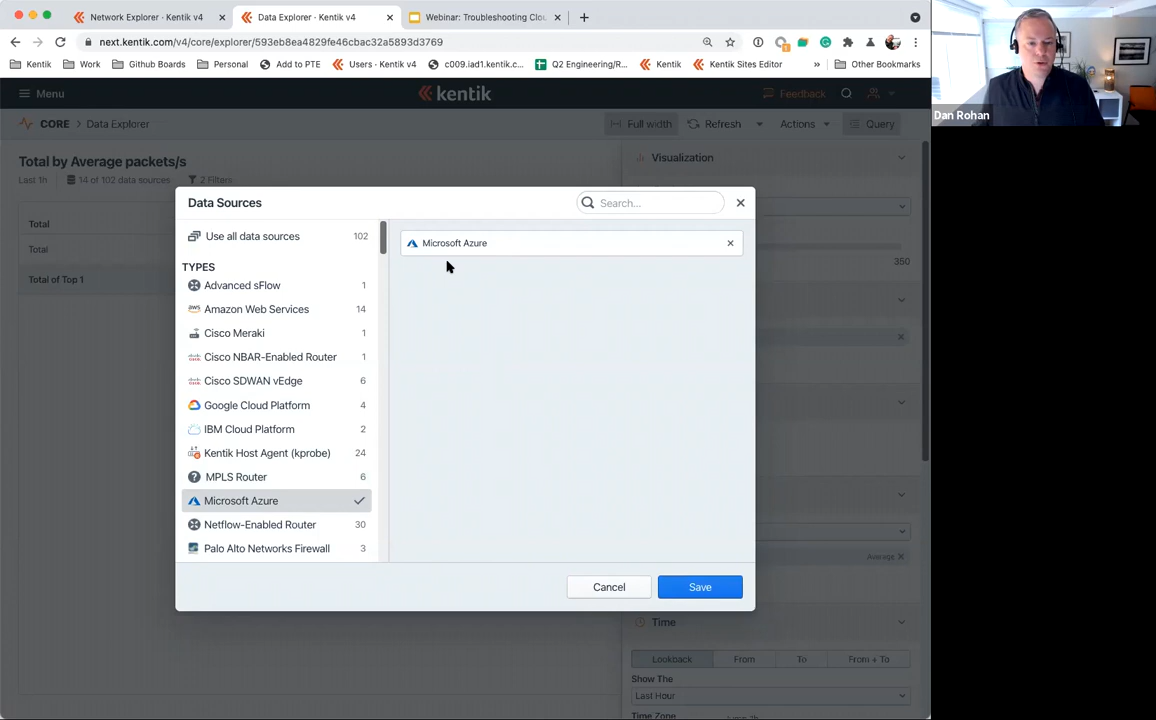 Network Explorer · Kentik v4
Data Explorer · Kentik v4
Webinar: Troubleshooting Clou
next.kentik.com/v4/core/explorer/593eb8ea4829fe46cbac32a5893d3769
Kentik
Work
Github Boards
Personal
Add to PTE
Users · Kentik v4
c009.iad1.kentik.c...
Q2 Engineering/R...
Kentik
Kentik Sites Editor
»
Other Bookmarks
Menu
kentik
Feedback
CORE > Data Explorer
Full width
Refresh
Actions
Query
Total by Average packets/s
Last 1h
14 of 102 data sources
2 Filters
Total
Total
Total of Top 1
Visualization
350
Data Sources
Search...
Use all data sources 102
TYPES
Advanced sFlow 1
aws Amazon Web Services 14
Cisco Meraki 1
Cisco NBAR-Enabled Router 1
Cisco SDWAN vEdge 6
Google Cloud Platform 4
IBM Cloud Platform 2
Kentik Host Agent (kprobe) 24
MPLS Router 6
Microsoft Azure
Netflow-Enabled Router 30
Palo Alto Networks Firewall 3
Microsoft Azure
Cancel
Save
Average
Time
Lookback
From
To
From + To
Show The
Last Hour
Time Zone
Dan Rohan